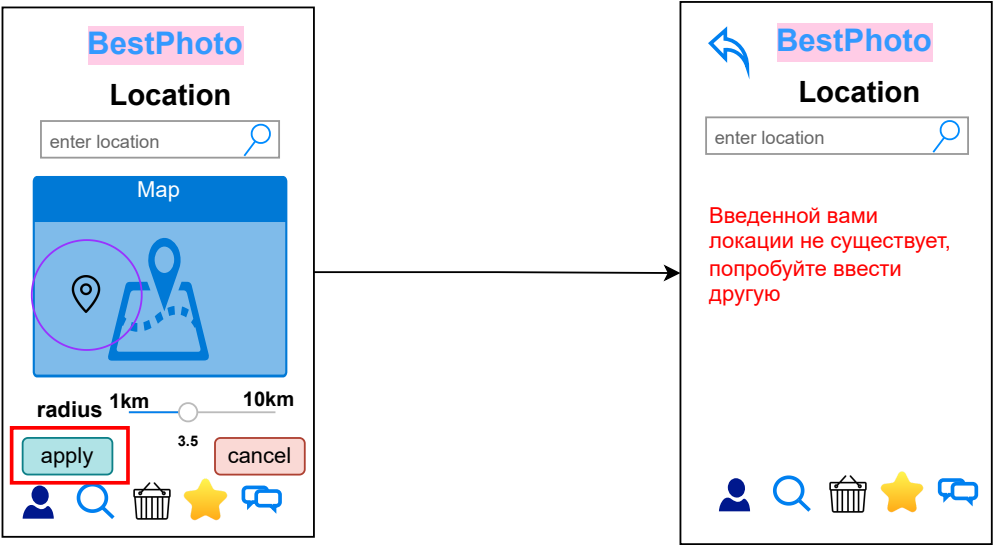 BestPhoto
Location
enter location
Map
radius
1km
10km
3.5
apply
cancel
BestPhoto
Location
enter location
Введенной вами
локации не существует,
попробуйте ввести
другую